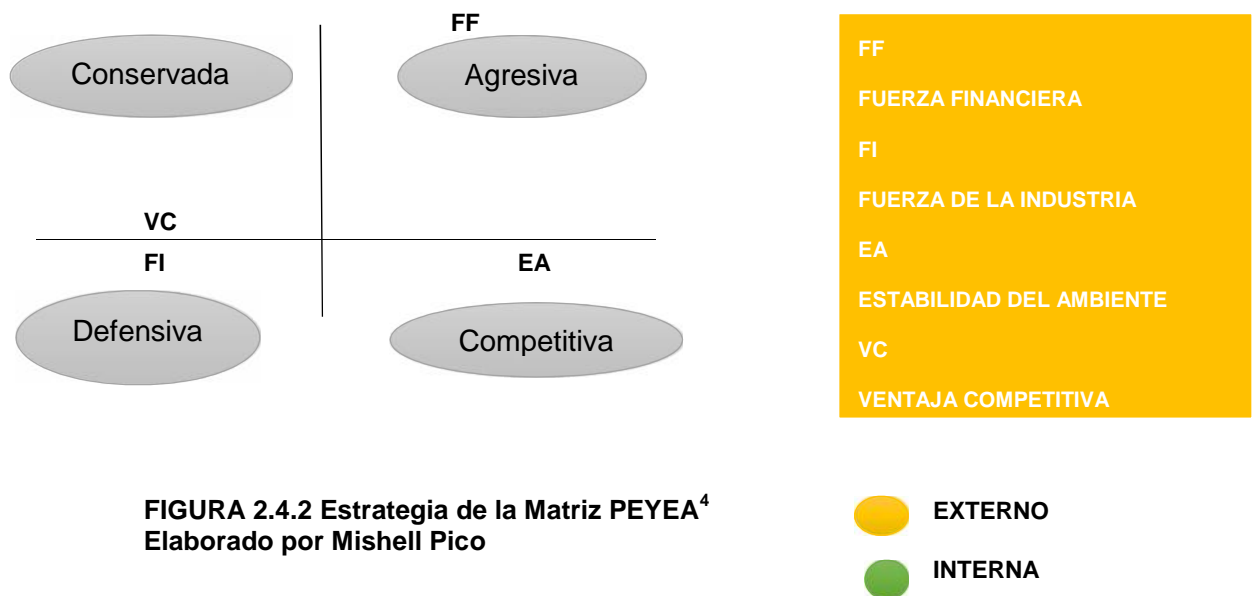 FF
Conservada
Agresiva
VC
FI
EA
Defensiva
Competitiva
FF
FUERZA FINANCIERA
FI
FUERZA DE LA INDUSTRIA
EA
ESTABILIDAD DEL AMBIENTE
VC
VENTAJA COMPETITIVA
FIGURA 2.4.2 Estrategia de la Matriz PEYEA⁴
Elaborado por Mishell Pico
EXTERNO
INTERNA